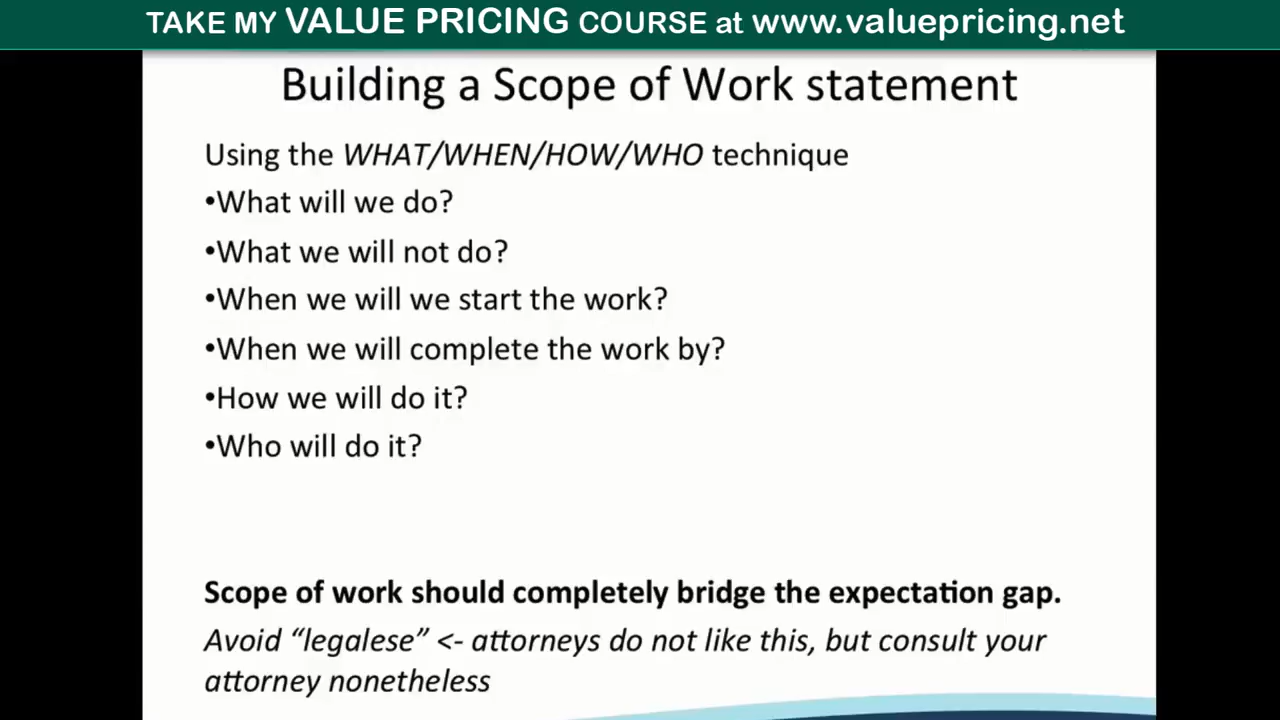 TAKE MY VALUE PRICING COURSE at www.valuepricing.net
Building a Scope of Work statement
Using the WHAT/WHEN/HOW/WHO technique
•What will we do?
•What we will not do?
•When we will we start the work?
•When we will complete the work by?
•How we will do it?
•Who will do it?
Scope of work should completely bridge the expectation gap.
Avoid “legalese” <- attorneys do not like this, but consult your
attorney nonetheless